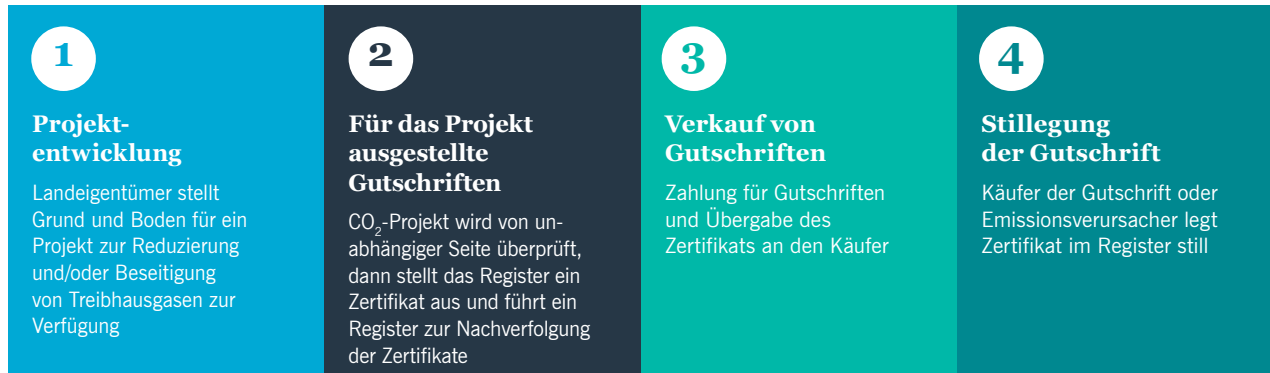 1
Projekt-
entwicklung
Landeigentümer stellt
Grund und Boden für ein
Projekt zur Reduzierung
und/oder Beseitigung
von Treibhausgasen zur
Verfügung
2
Für das Projekt
ausgestellte
Gutschriften
CO₂-Projekt wird von un-
abhängiger Seite überprüft,
dann stellt das Register ein
Zertifikat aus und führt ein
Register zur Nachverfolgung
der Zertifikate
3
Verkauf von
Gutschriften
Zahlung für Gutschriften
und Übergabe des
Zertifikats an den Käufer
4
Stillegung
der Gutschrift
Käufer der Gutschrift oder
Emissionsverursacher legt
Zertifikat im Register still